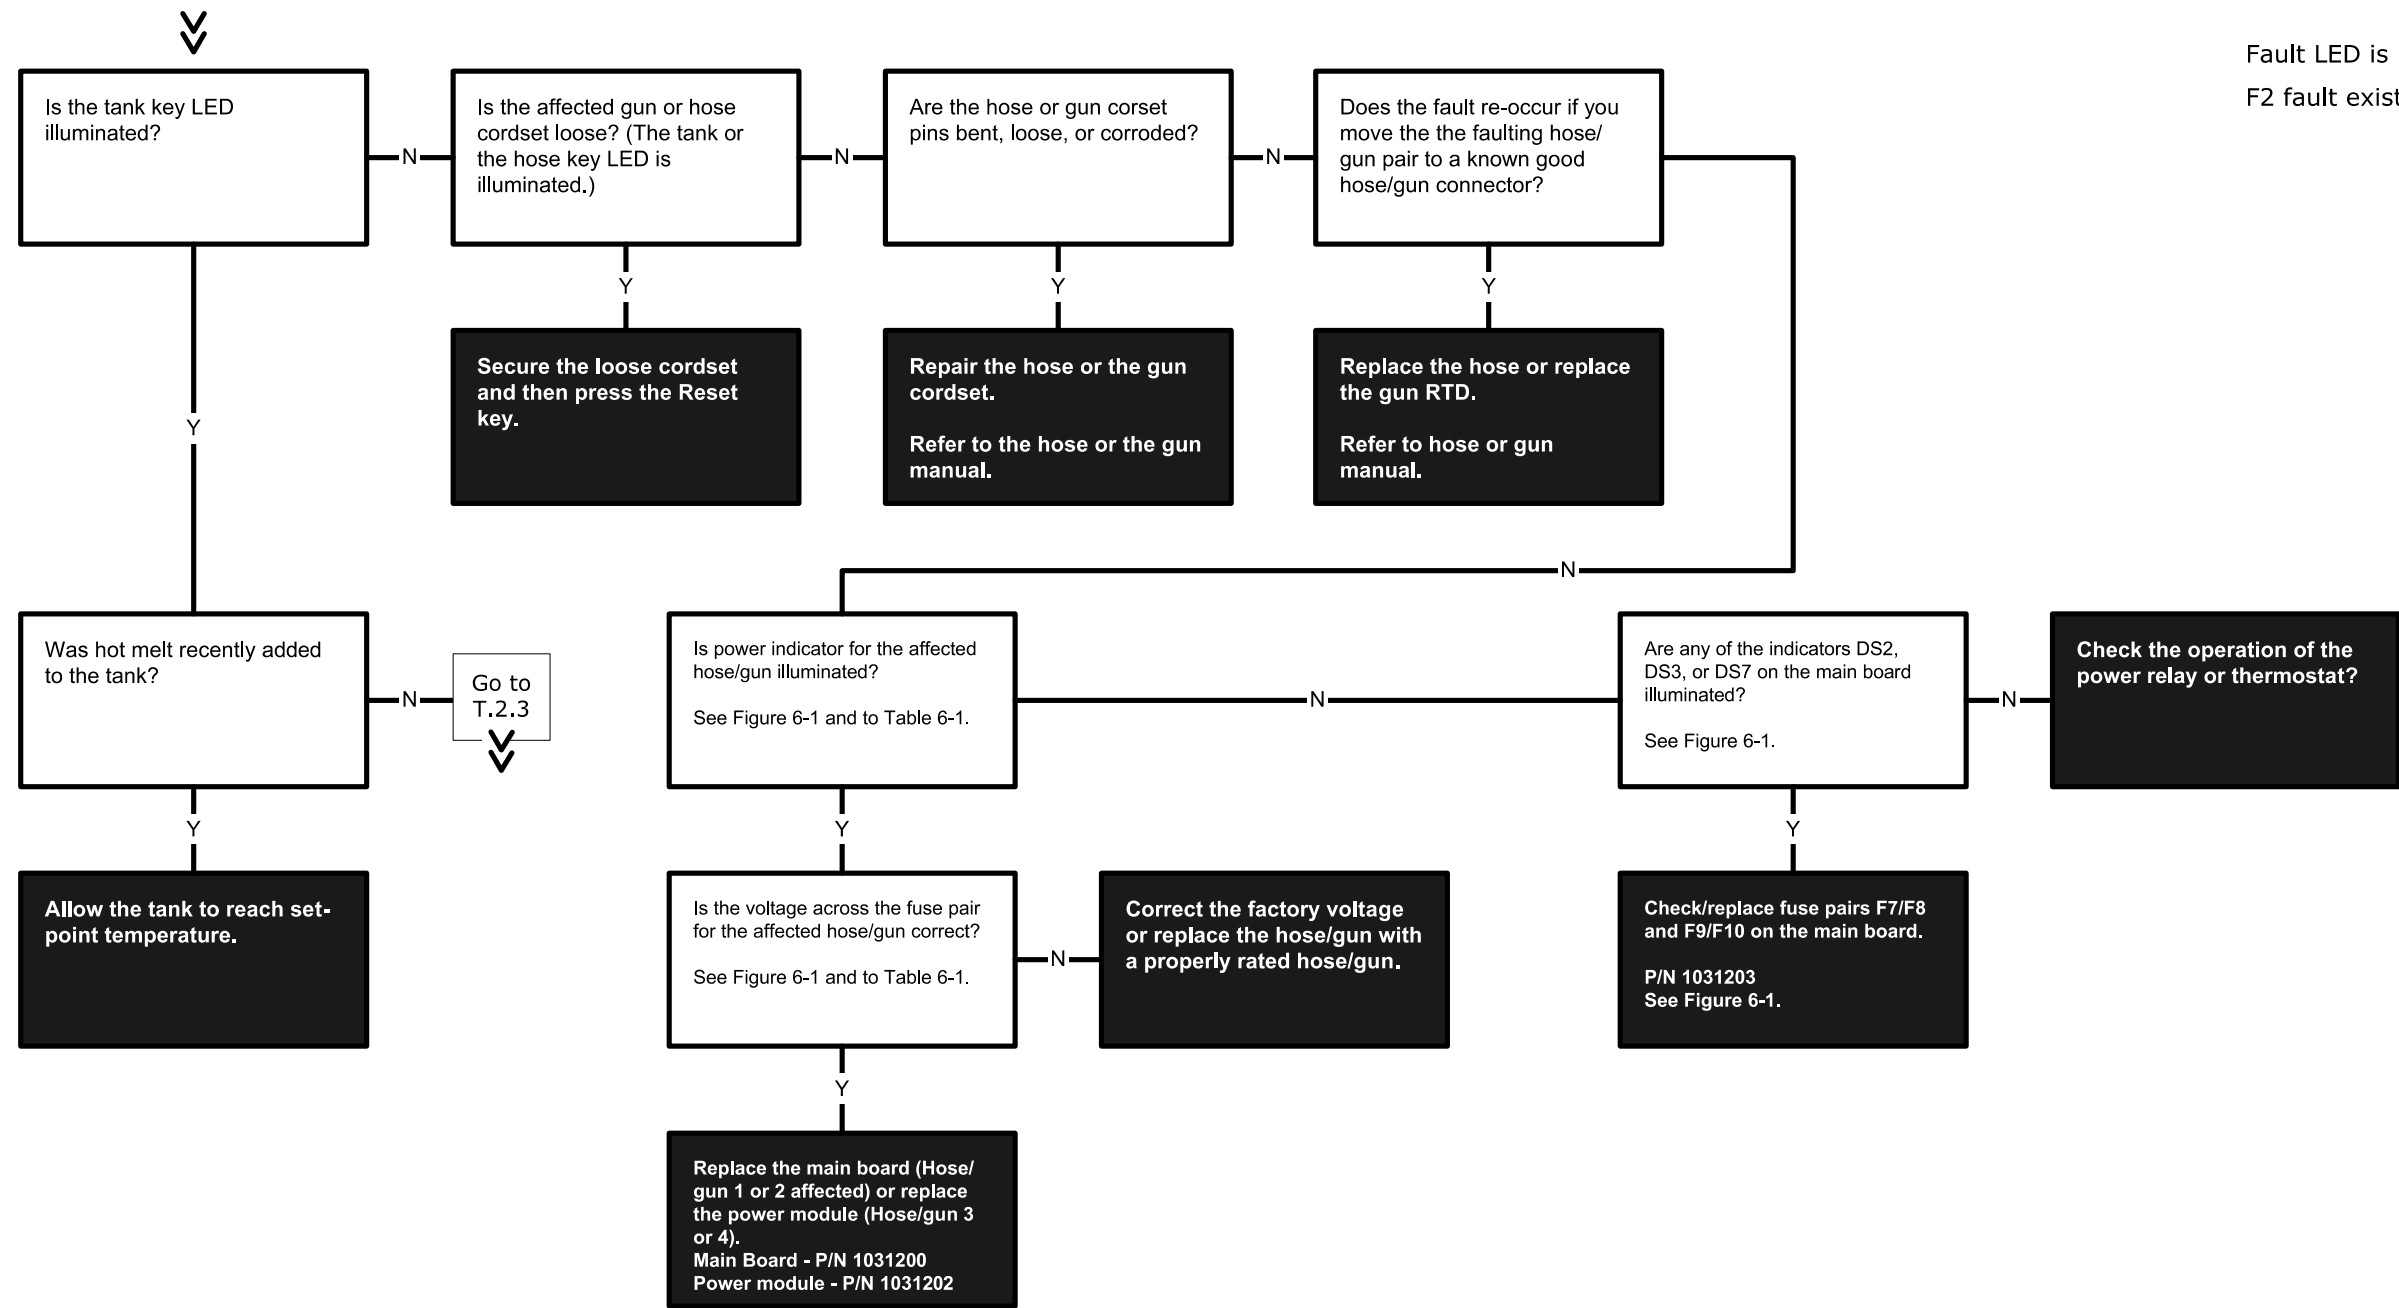 Fault LED is
F2 fault exist
Is the tank key LED
illuminated?
N
Is the affected gun or hose
cordset loose? (The tank or
the hose key LED is
illuminated.)
N
Are the hose or gun corset
pins bent, loose, or corroded?
N
Does the fault re-occur if you
move the the faulting hose/
gun pair to a known good
hose/gun connector?
Y
Y
Y
Y
Secure the loose cordset
and then press the Reset
key.
Repair the hose or the gun
cordset.
Refer to the hose or the gun
manual.
Replace the hose or replace
the gun RTD.
Refer to hose or gun
manual.
N
Was hot melt recently added
to the tank?
N
Go to
T.2.3
Is power indicator for the affected
hose/gun illuminated?
See Figure 6-1 and to Table 6-1.
N
Are any of the indicators DS2,
DS3, or DS7 on the main board
illuminated?
See Figure 6-1.
N
Check the operation of the
power relay or thermostat?
Y
Y
Y
Allow the tank to reach set-
point temperature.
Is the voltage across the fuse pair
for the affected hose/gun correct?
See Figure 6-1 and to Table 6-1.
N
Correct the factory voltage
or replace the hose/gun with
a properly rated hose/gun.
Check/replace fuse pairs F7/F8
and F9/F10 on the main board.
P/N 1031203
See Figure 6-1.
Y
Replace the main board (Hose/
gun 1 or 2 affected) or replace
the power module (Hose/gun 3
or 4).
Main Board - P/N 1031200
Power module - P/N 1031202